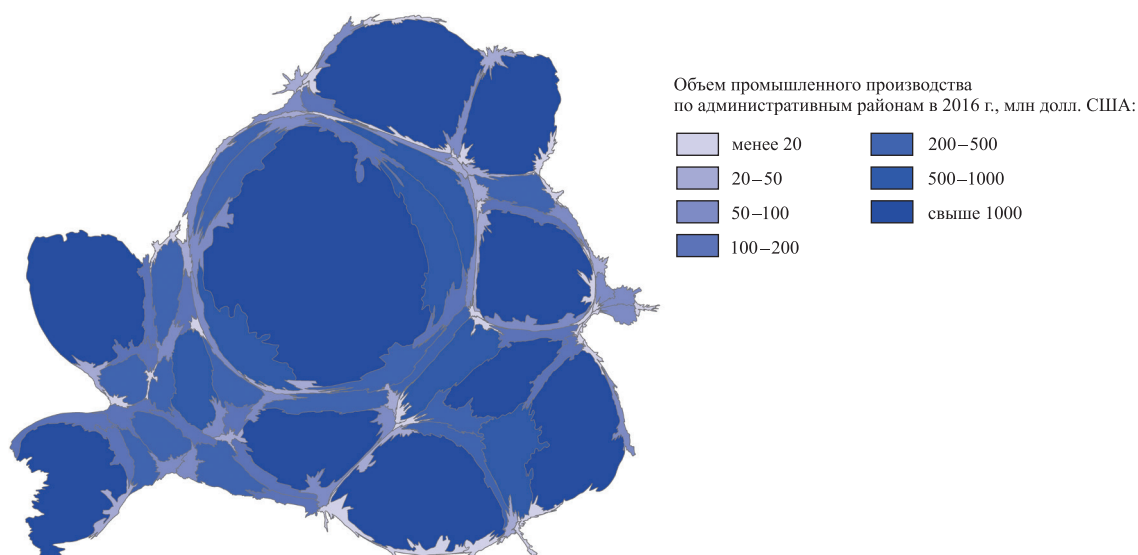 Объем промышленного производства
по административным районам в 2016 г., млн долл. США:
менее 20
20–50
50–100
100–200
200–500
500–1000
свыше 1000